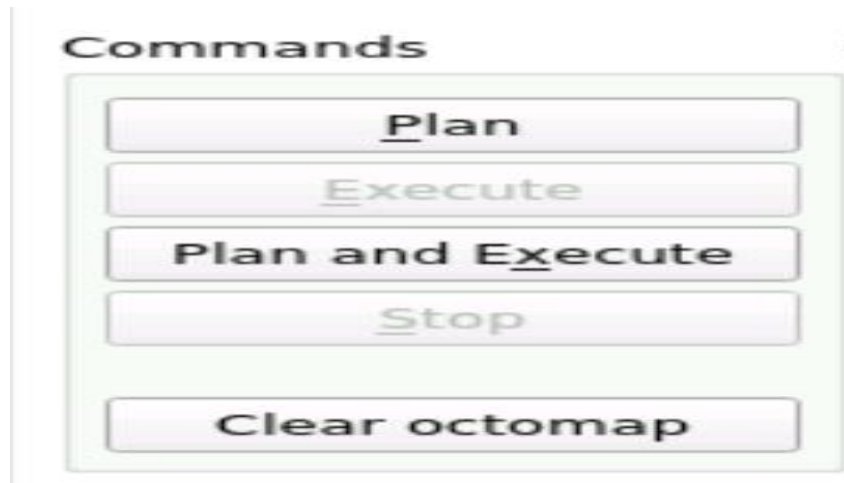 Commands
Plan
Execute
Plan and Execute
Stop
Clear octomap